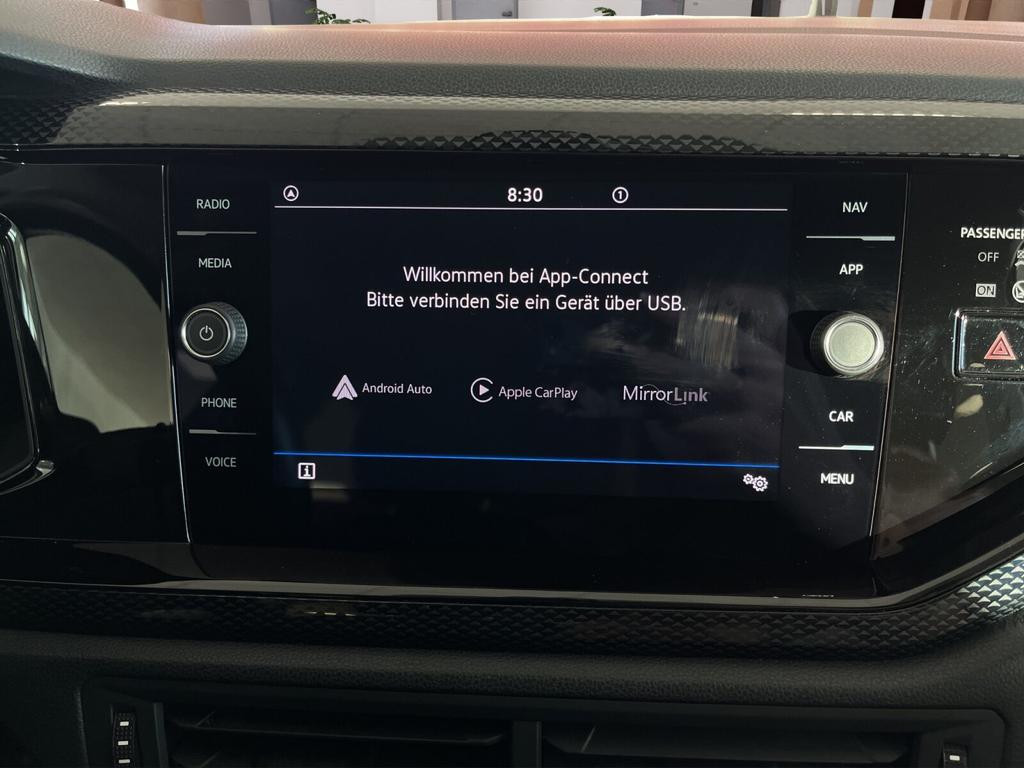 RADIO
MEDIA
PHONE
VOICE
8:30
1
Willkommen bei App-Connect
Bitte verbinden Sie ein Gerät über USB.
Android Auto
Apple CarPlay
MirrorLink
i
NAV
APP
CAR
MENU
PASSENGER
OFF
ON